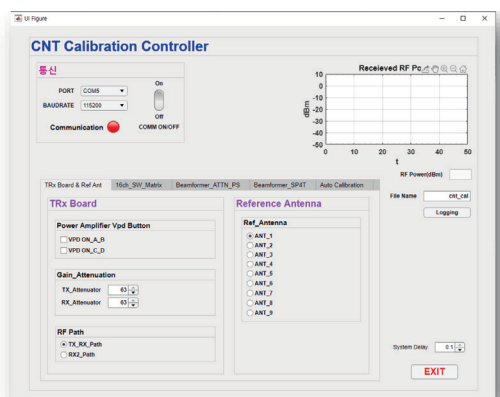 UI Figure
CNT Calibration Controller
통신
PORT COM5
BAUDRATE 115200
On
Off
Communication
COMM ON/OFF
Receieved RF Po
dBm
10
0
-10
-20
-30
-40
-50
0 10 20 30 40 50
t
RF Power(dBm)
TRx Board & Ref Ant 16ch_SW_Matrix Beamformer_ATTN_PS Beamformer_SP4T Auto Calibration
File Name cnt_cal
Logging
TRx Board
Power Amplifier Vpd Button
VPD ON_A_B
VPD ON_C_D
Gain_Attenuation
TX_Attenuator 63
RX_Attenuator 63
RF Path
TX_RX_Path
RX2_Path
Reference Antenna
Ref_Antenna
ANT_1
ANT_2
ANT_3
ANT_4
ANT_5
ANT_6
ANT_7
ANT_8
ANT_9
System Delay 0.1
EXIT